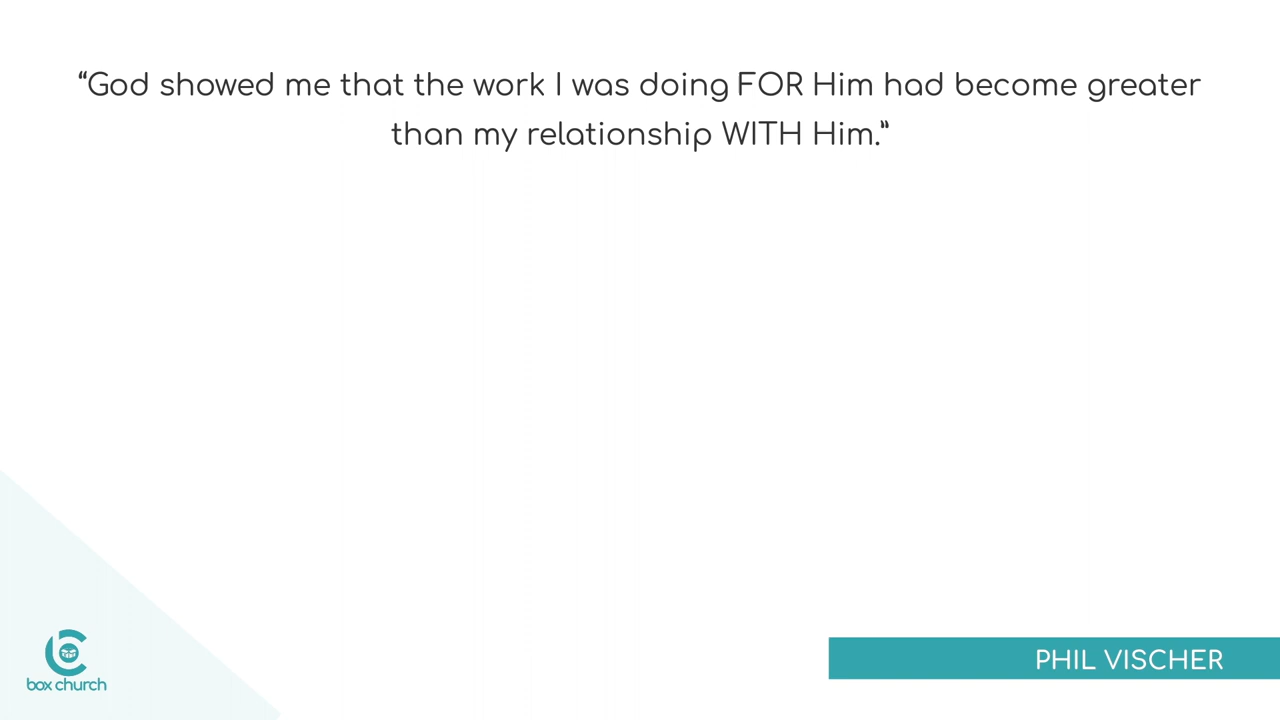 “God showed me that the work I was doing FOR Him had become greater
than my relationship WITH Him.”
box church
PHIL VISCHER